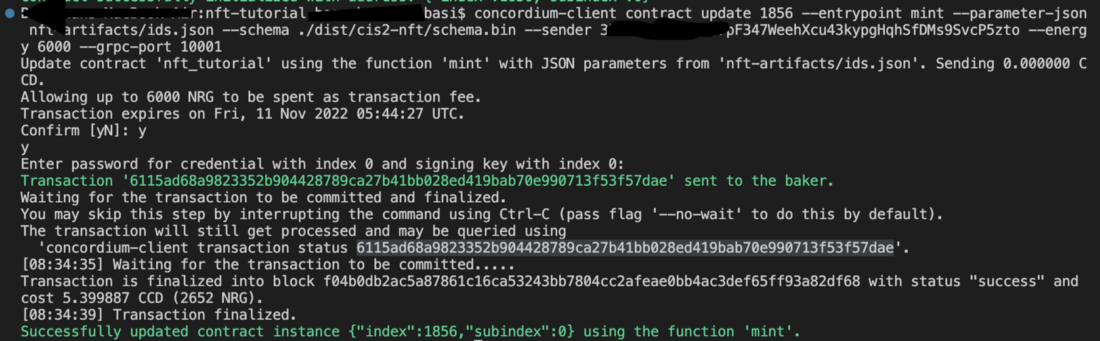 :nft-tutorial basi$ concordium-client contract update 1856 --entrypoint mint --parameter-json
nft-artifacts/ids.json --schema ./dist/cis2-nft/schema.bin --sender 3 pF347WeehXcu43kypgHqhSfDMs9SvcP5zto --energ
y 6000 --grpc-port 10001
Update contract 'nft_tutorial' using the function 'mint' with JSON parameters from 'nft-artifacts/ids.json'. Sending 0.000000 C
CD.
Allowing up to 6000 NRG to be spent as transaction fee.
Transaction expires on Fri, 11 Nov 2022 05:44:27 UTC.
Confirm [yN]: y
y
Enter password for credential with index 0 and signing key with index 0:
Transaction '6115ad68a9823352b904428789ca27b41bb028ed419bab70e990713f53f57dae' sent to the baker.
Waiting for the transaction to be committed and finalized.
You may skip this step by interrupting the command using Ctrl-C (pass flag '--no-wait' to do this by default).
The transaction will still get processed and may be queried using
'concordium-client transaction status 6115ad68a9823352b904428789ca27b41bb028ed419bab70e990713f53f57dae'.
[08:34:35] Waiting for the transaction to be committed.....
Transaction is finalized into block f04b0db2ac5a87861c16ca53243bb7804cc2afeae0bb4ac3def65ff93a82df68 with status "success" and
cost 5.399887 CCD (2652 NRG).
[08:34:39] Transaction finalized.
Successfully updated contract instance {"index":1856,"subindex":0} using the function 'mint'.